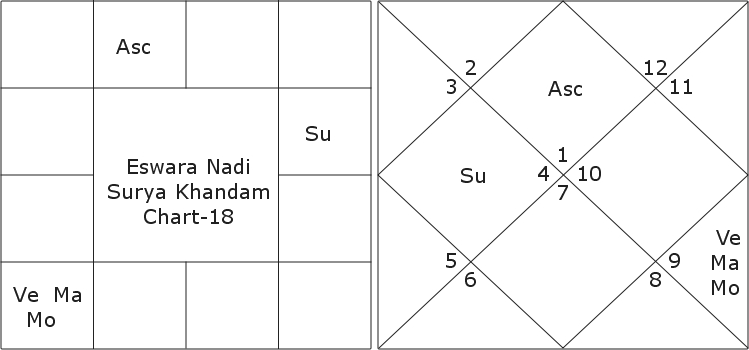 Asc
Su
Eswara Nadi
Surya Khandam
Chart-18
Ve Ma
Mo
2
12
3
Asc
11
1
Su
4
10
7
Ve
5
9
Ma
6
8
Mo